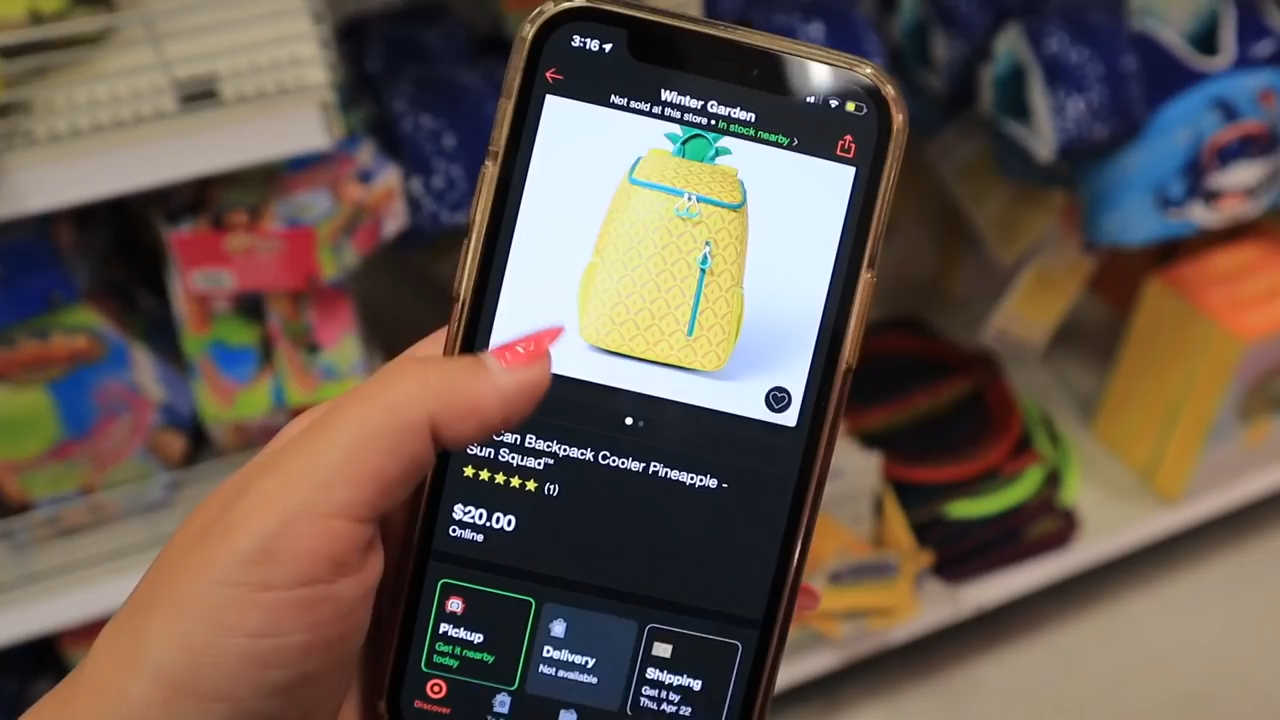 3:16
Winter Garden
Not sold at this store • In stock nearby >
Can Backpack Cooler Pineapple -
Sun Squad™
(1)
$20.00
Online
Pickup
Get it nearby
today
Delivery
Not available
Shipping
Get it by
Thu, Apr 22
Discover